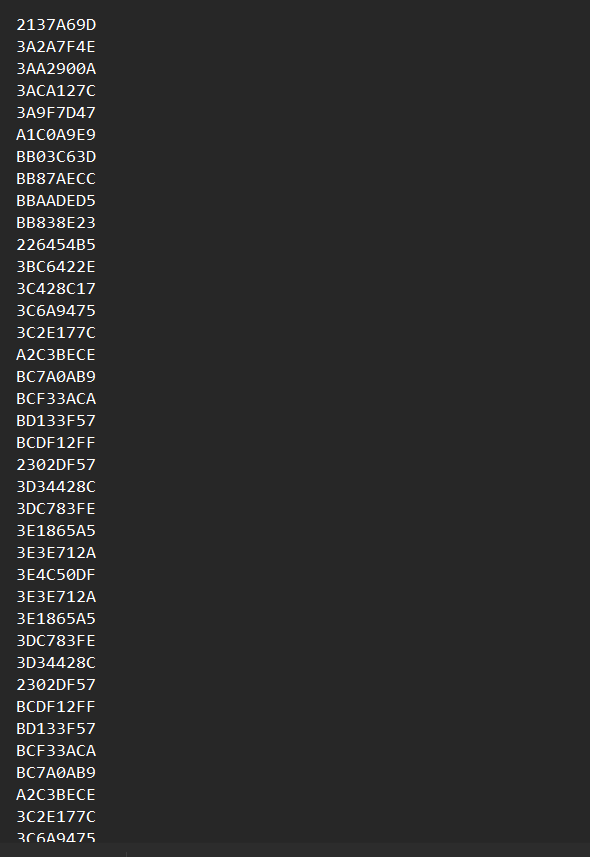 2137A69D
3A2A7F4E
3AA2900A
3ACA127C
3A9F7D47
A1C0A9E9
BB03C63D
BB87AECC
BBAADED5
BB838E23
226454B5
3BC6422E
3C428C17
3C6A9475
3C2E177C
A2C3BECE
BC7A0AB9
BCF33ACA
BD133F57
BCDF12FF
2302DF57
3D34428C
3DC783FE
3E1865A5
3E3E712A
3E4C50DF
3E3E712A
3E1865A5
3DC783FE
3D34428C
2302DF57
BCDF12FF
BD133F57
BCF33ACA
BC7A0AB9
A2C3BECE
3C2E177C
3C6A9475